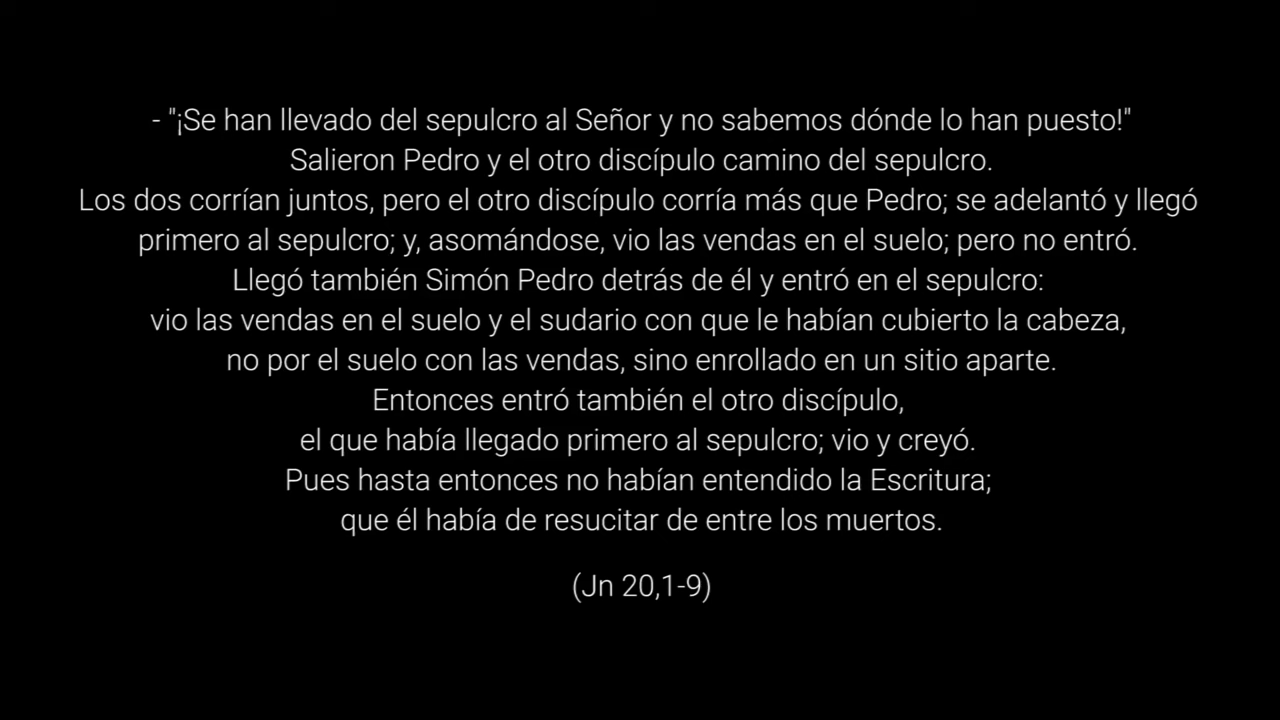 - "¡Se han llevado del sepulcro al Señor y no sabemos dónde lo han puesto!"
Salieron Pedro y el otro discípulo camino del sepulcro.
Los dos corrían juntos, pero el otro discípulo corría más que Pedro; se adelantó y llegó
primero al sepulcro; y, asomándose, vio las vendas en el suelo; pero no entró.
Llegó también Simón Pedro detrás de él y entró en el sepulcro:
vio las vendas en el suelo y el sudario con que le habían cubierto la cabeza,
no por el suelo con las vendas, sino enrollado en un sitio aparte.
Entonces entró también el otro discípulo,
el que había llegado primero al sepulcro; vio y creyó.
Pues hasta entonces no habían entendido la Escritura;
que él había de resucitar de entre los muertos.
(Jn 20,1-9)